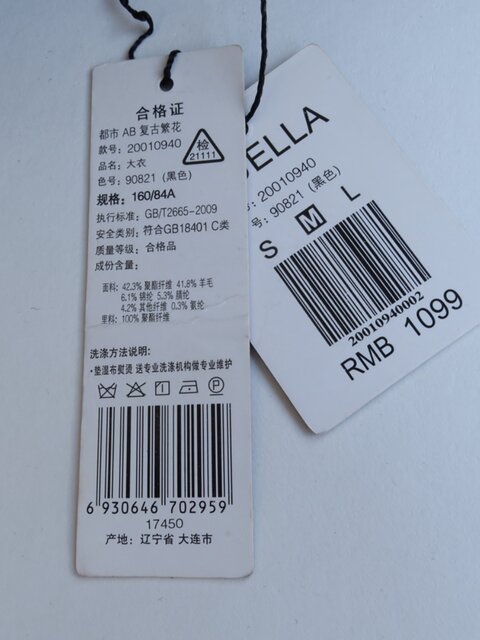 合格证
都市 AB 复古繁花
款号: 20010940
品名: 大衣
色号: 90821 (黑色)
检
21111
规格: 160/84A
执行标准: GB/T2665-2009
安全类别: 符合GB18401 C类
质量等级: 合格品
成份含量:
面料: 42.3% 聚酯纤维 41.8% 羊毛
6.1% 锦纶 5.3% 腈纶
4.2% 其他纤维 0.3% 氨纶
里料: 100% 聚酯纤维
洗涤方法说明:
·垫湿布熨烫 送专业洗涤机构做专业维护
P
6 930646 702959
17450
产地: 辽宁省 大连市
ELLA
号: 20010940
号: 90821 (黑色)
S M L
20010940002
RMB 1099